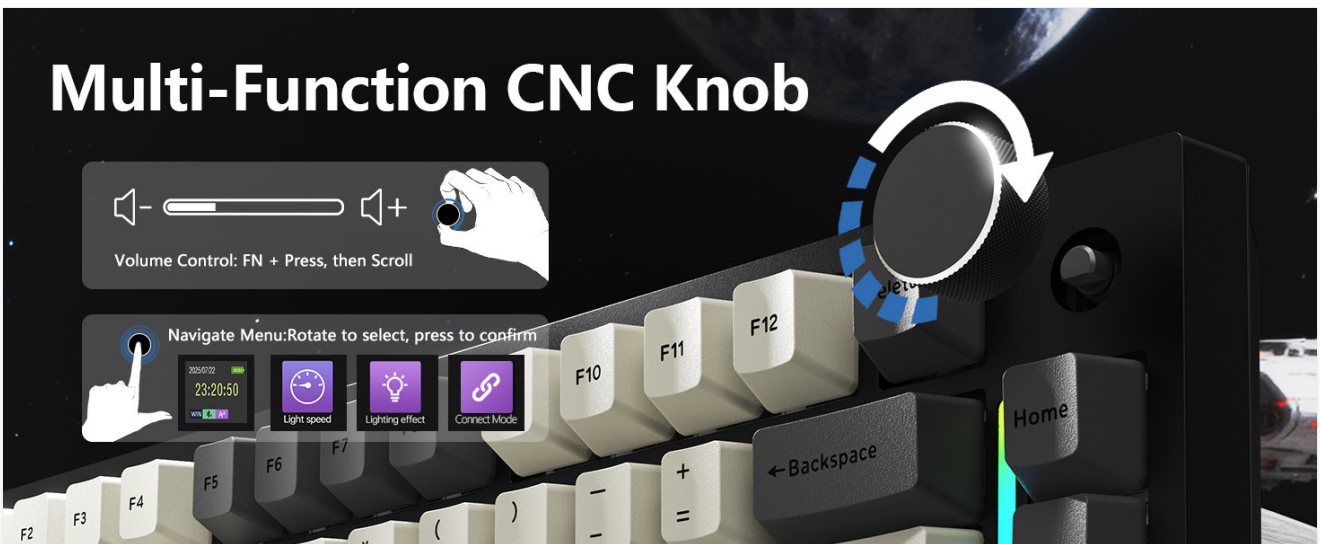 Multi-Function CNC Knob
Volume Control: FN + Press, then Scroll
Navigate Menu:Rotate to select, press to confirm
2025/07/22
23:20:50
WIN
Light speed
Lighting effect
Connect Mode
F12
F11
F10
Home
←Backspace
F7
F6
F5
F4
F3
F2
+
=
)
(